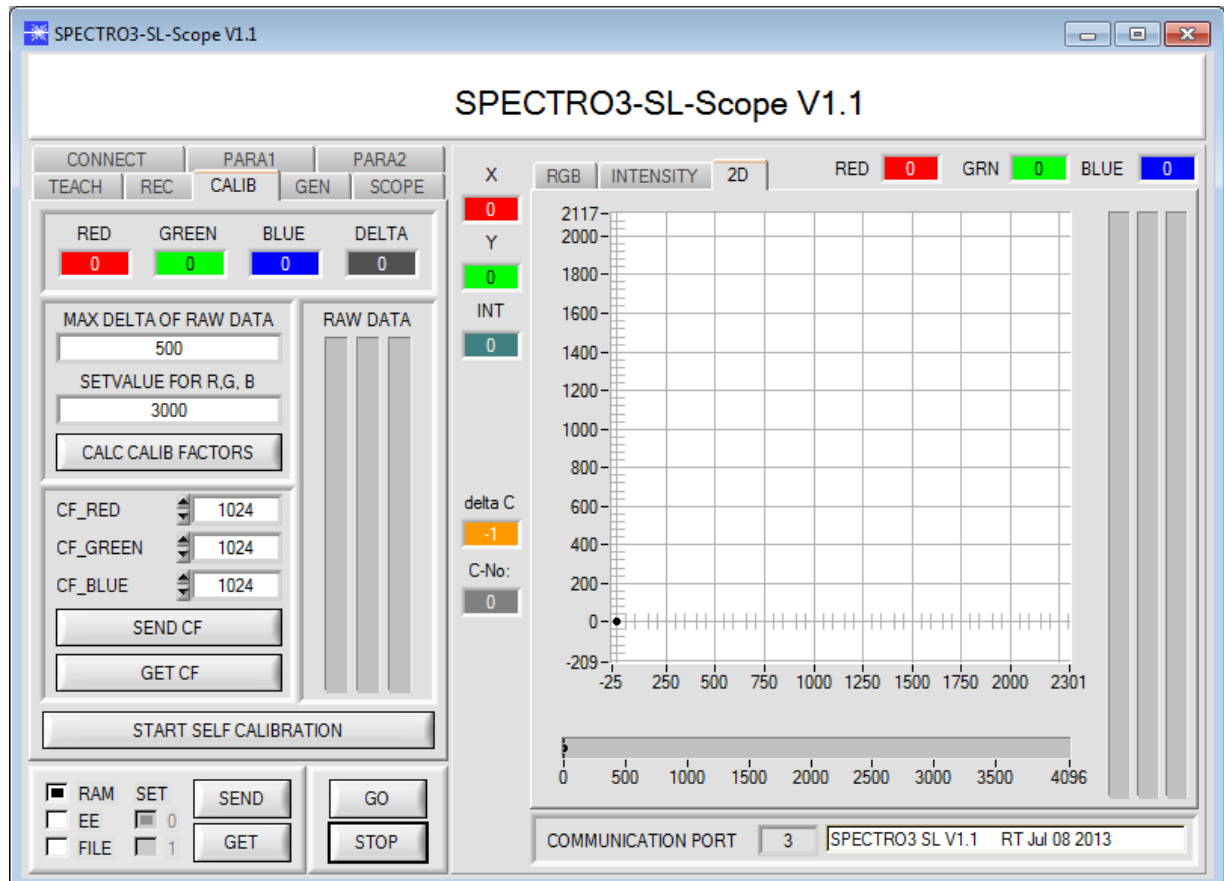 SPECTRO3-SL-Scope V1.1
SPECTRO3-SL-Scope V1.1
CONNECT PARA1 PARA2
TEACH REC CALIB GEN SCOPE
RED GREEN BLUE DELTA
0 0 0 0
MAX DELTA OF RAW DATA
500
SETVALUE FOR R,G, B
3000
CALC CALIB FACTORS
RAW DATA
CF_RED 1024
CF_GREEN 1024
CF_BLUE 1024
SEND CF
GET CF
START SELF CALIBRATION
RAM SET
EE 0
FILE 1
SEND
GET
GO
STOP
X
0
Y
0
INT
0
delta C
-1
C-No:
0
RGB INTENSITY 2D
RED 0 GRN 0 BLUE 0
2117
2000
1800
1600
1400
1200
1000
800
600
400
200
0
-209
-25 250 500 750 1000 1250 1500 1750 2000 2301
0 500 1000 1500 2000 2500 3000 3500 4096
COMMUNICATION PORT 3 SPECTRO3 SL V1.1 RT Jul 08 2013